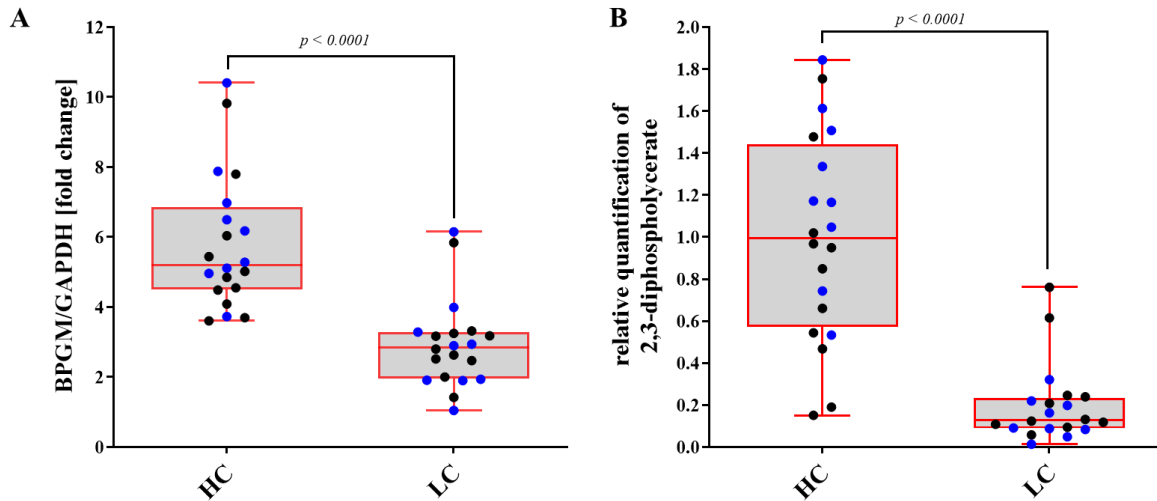 A
BPGM/GAPDH [fold change]
12
10
8
6
4
2
0
p < 0.0001
HC
LC
B
relative quantification of
2,3-diphospholycerate
2.0
1.8
1.6
1.4
1.2
1.0
0.8
0.6
0.4
0.2
0.0
p < 0.0001
HC
LC